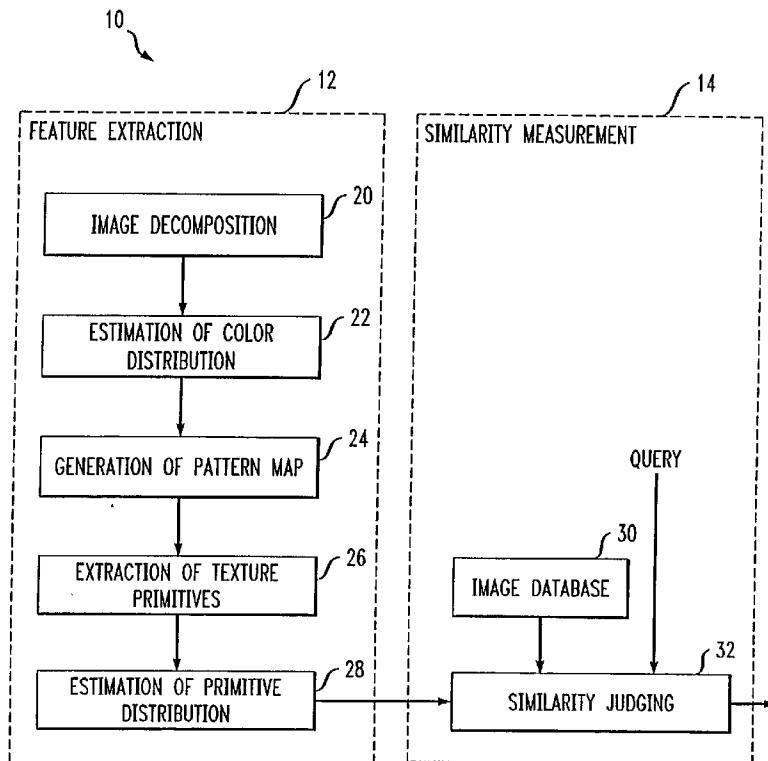 10
12
14
FEATURE EXTRACTION
SIMILARITY MEASUREMENT
20
IMAGE DECOMPOSITION
22
ESTIMATION OF COLOR
DISTRIBUTION
24
GENERATION OF PATTERN MAP
QUERY
26
EXTRACTION OF TEXTURE
PRIMITIVES
30
IMAGE DATABASE
28
ESTIMATION OF PRIMITIVE
DISTRIBUTION
32
SIMILARITY JUDGING